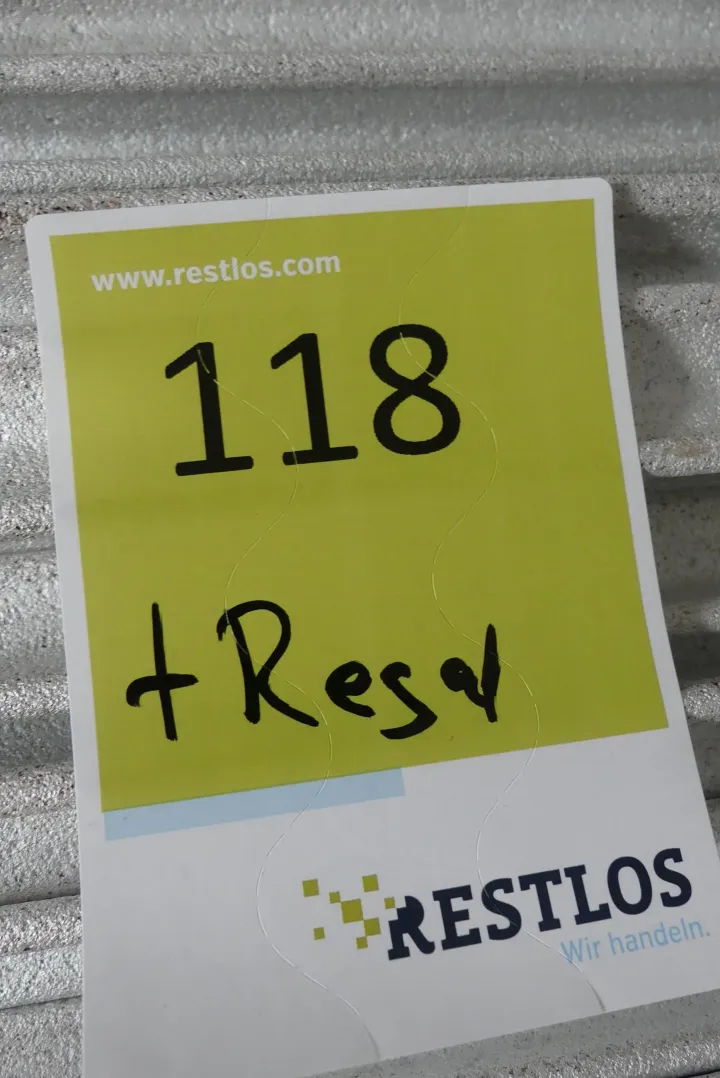 www.restlos.com
118
+ Regal
RESTLOS
Wir handeln.